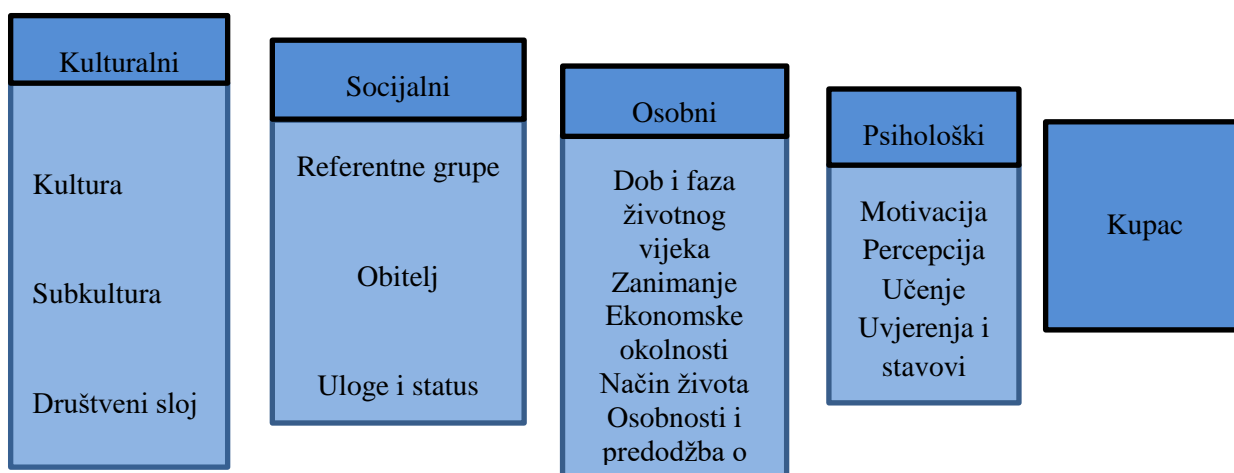 Kulturalni
Kultura
Subkultura
Društveni sloj
Socijalni
Referentne grupe
Obitelj
Uloge i status
Osobni
Dob i faza
životnog
vijeka
Zanimanje
Ekonomske
okolnosti
Način života
Osobnosti i
predodžba o
Psihološki
Motivacija
Percepcija
Učenje
Uvjerenja i
stavovi
Kupac